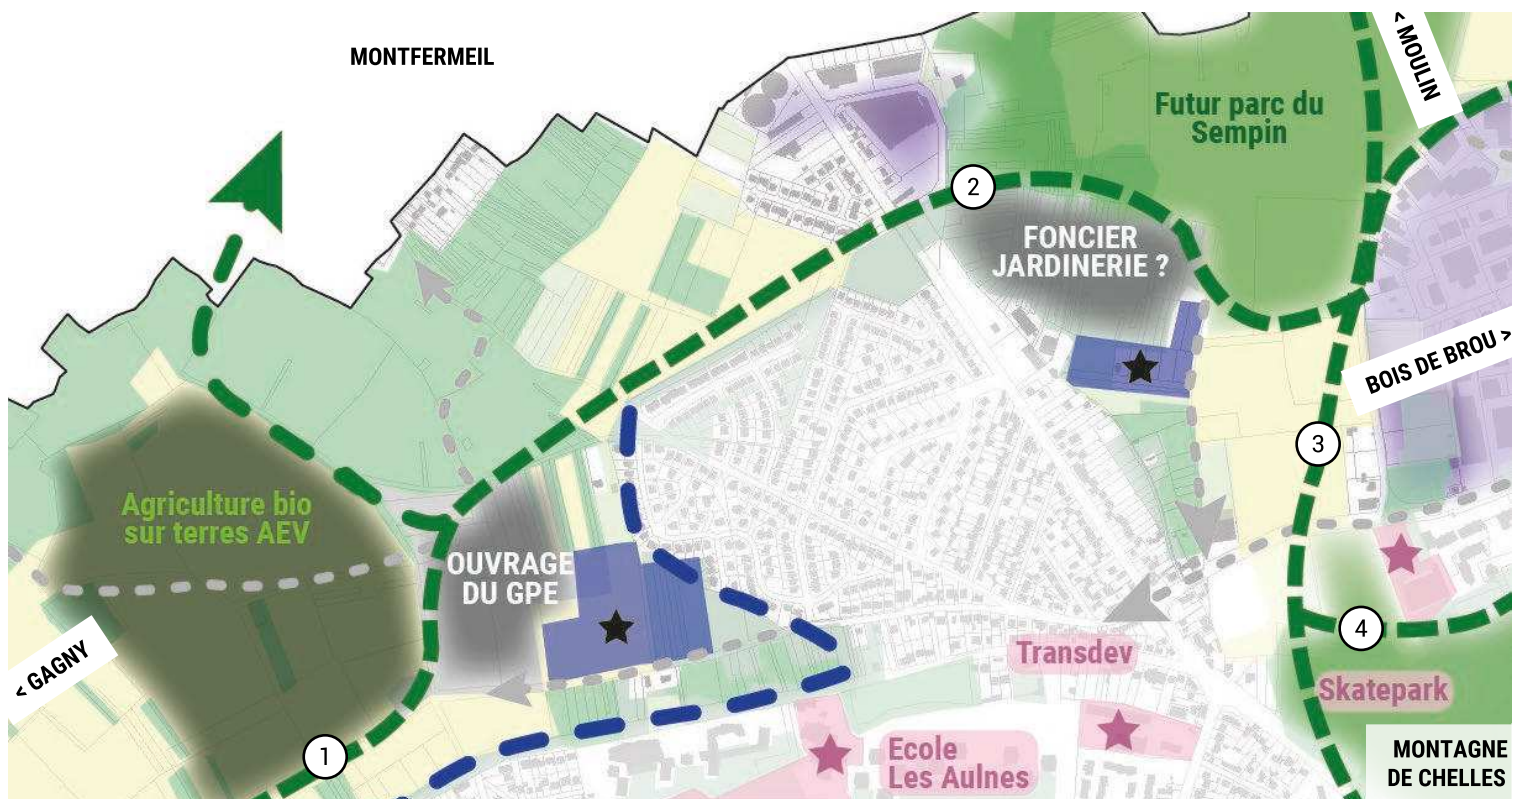 MONTFERMEIL
< MOULIN
Futur parc du
Sempin
2
FONCIER
JARDINERIE ?
BOIS DE BROU >
3
Agriculture bio
sur terres AEV
OUVRAGE
DU GPE
4
< GAGNY
Transdev
Skatepark
1
Ecole
Les Aulnes
MONTAGNE
DE CHELLES